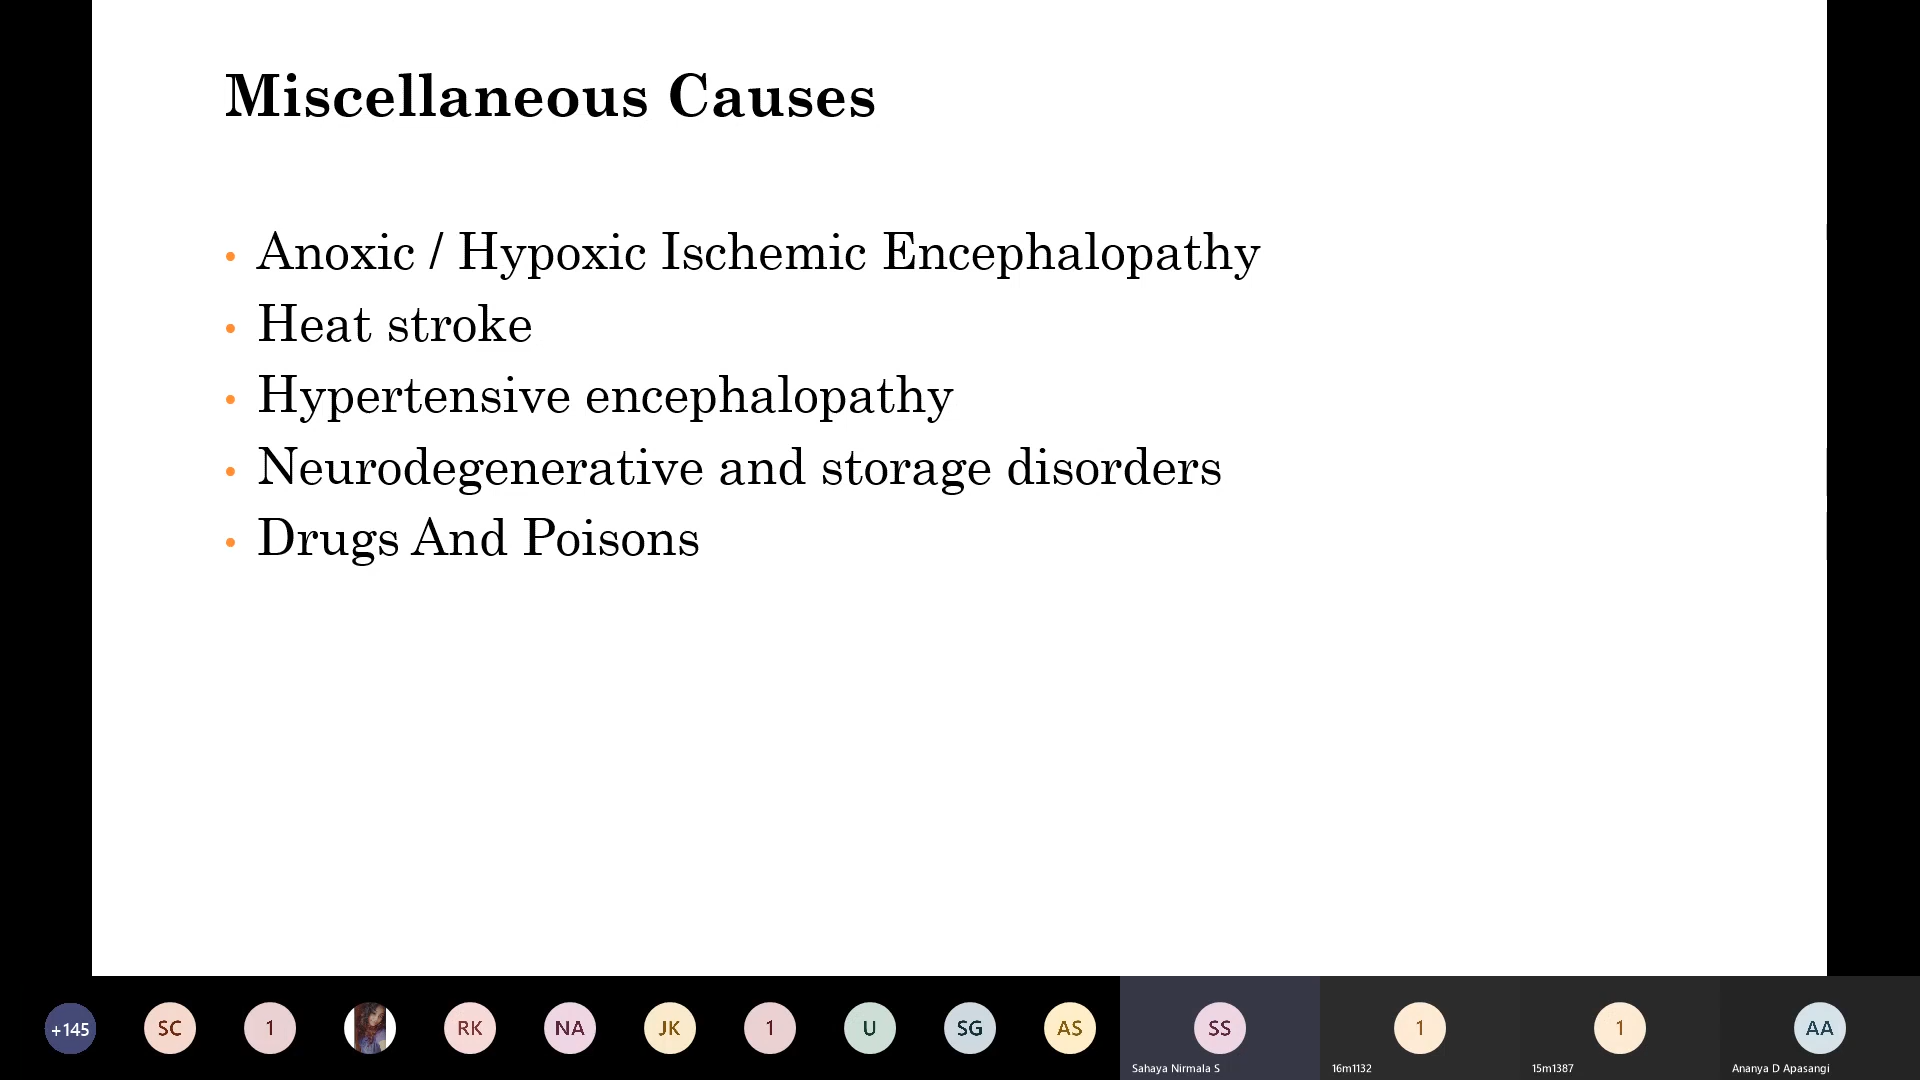 Miscellaneous Causes
• Anoxic / Hypoxic Ischemic Encephalopathy
• Heat stroke
• Hypertensive encephalopathy
• Neurodegenerative and storage disorders
• Drugs And Poisons
+145 SC 1 RK NA JK 1 U SG AS SS 1 1 AA
Sahaya Nirmala S 16m1132 15m1387 Ananya D Apasangi